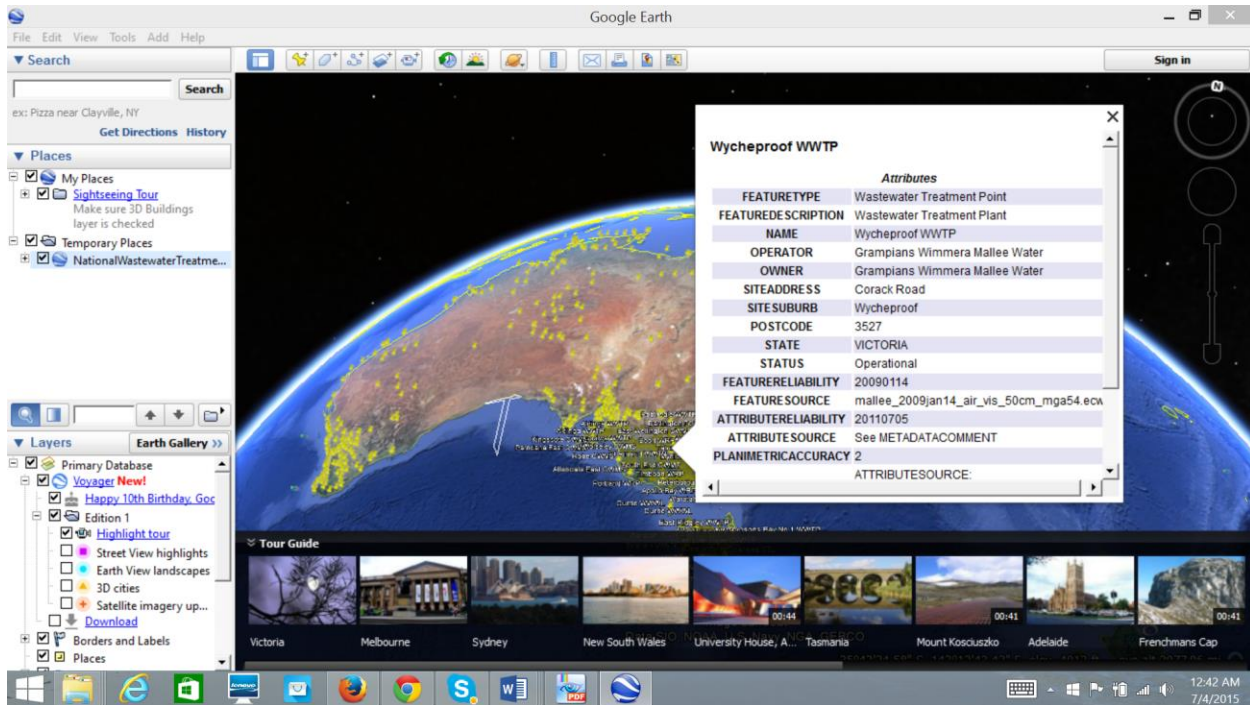 Google Earth
File Edit View Tools Add Help
Search
Sign in
Search
ex: Pizza near Clayville, NY
Get Directions History
Places
My Places
Sightseeing Tour
Make sure 3D Buildings
layer is checked
Temporary Places
NationalWastewaterTreatme...
Layers
Earth Gallery >>
Primary Database
Voyager New!
Happy 10th Birthday, Goo
Edition 1
Highlight tour
Street View highlights
Earth View landscapes
3D cities
Satellite imagery up...
Download
Borders and Labels
Places
N
Wycheproof WWTP
Attributes
FEATURETYPE Wastewater Treatment Point
FEATUREDESCRIPTION Wastewater Treatment Plant
NAME Wycheproof WWTP
OPERATOR Grampians Wimmera Mallee Water
OWNER Grampians Wimmera Mallee Water
SITEADDRESS Corack Road
SITESUBURB Wycheproof
POSTCODE 3527
STATE VICTORIA
STATUS Operational
FEATURERELIABILITY 20090114
FEATURESOURCE mallee_2009jan14_air_vis_50cm_mga54.ecw
ATTRIBUTERELIABILITY 20110705
ATTRIBUTESOURCE See METADATACOMMENT
PLANIMETRICACCURACY 2
ATTRIBUTESOURCE:
Tour Guide
00:44
00:41
00:41
Victoria
Melbourne
Sydney
New South Wales
University House, A...
Tasmania
Mount Kosciuszko
Adelaide
Frenchmans Cap
lenovo
PDF
12:42 AM
7/4/2015